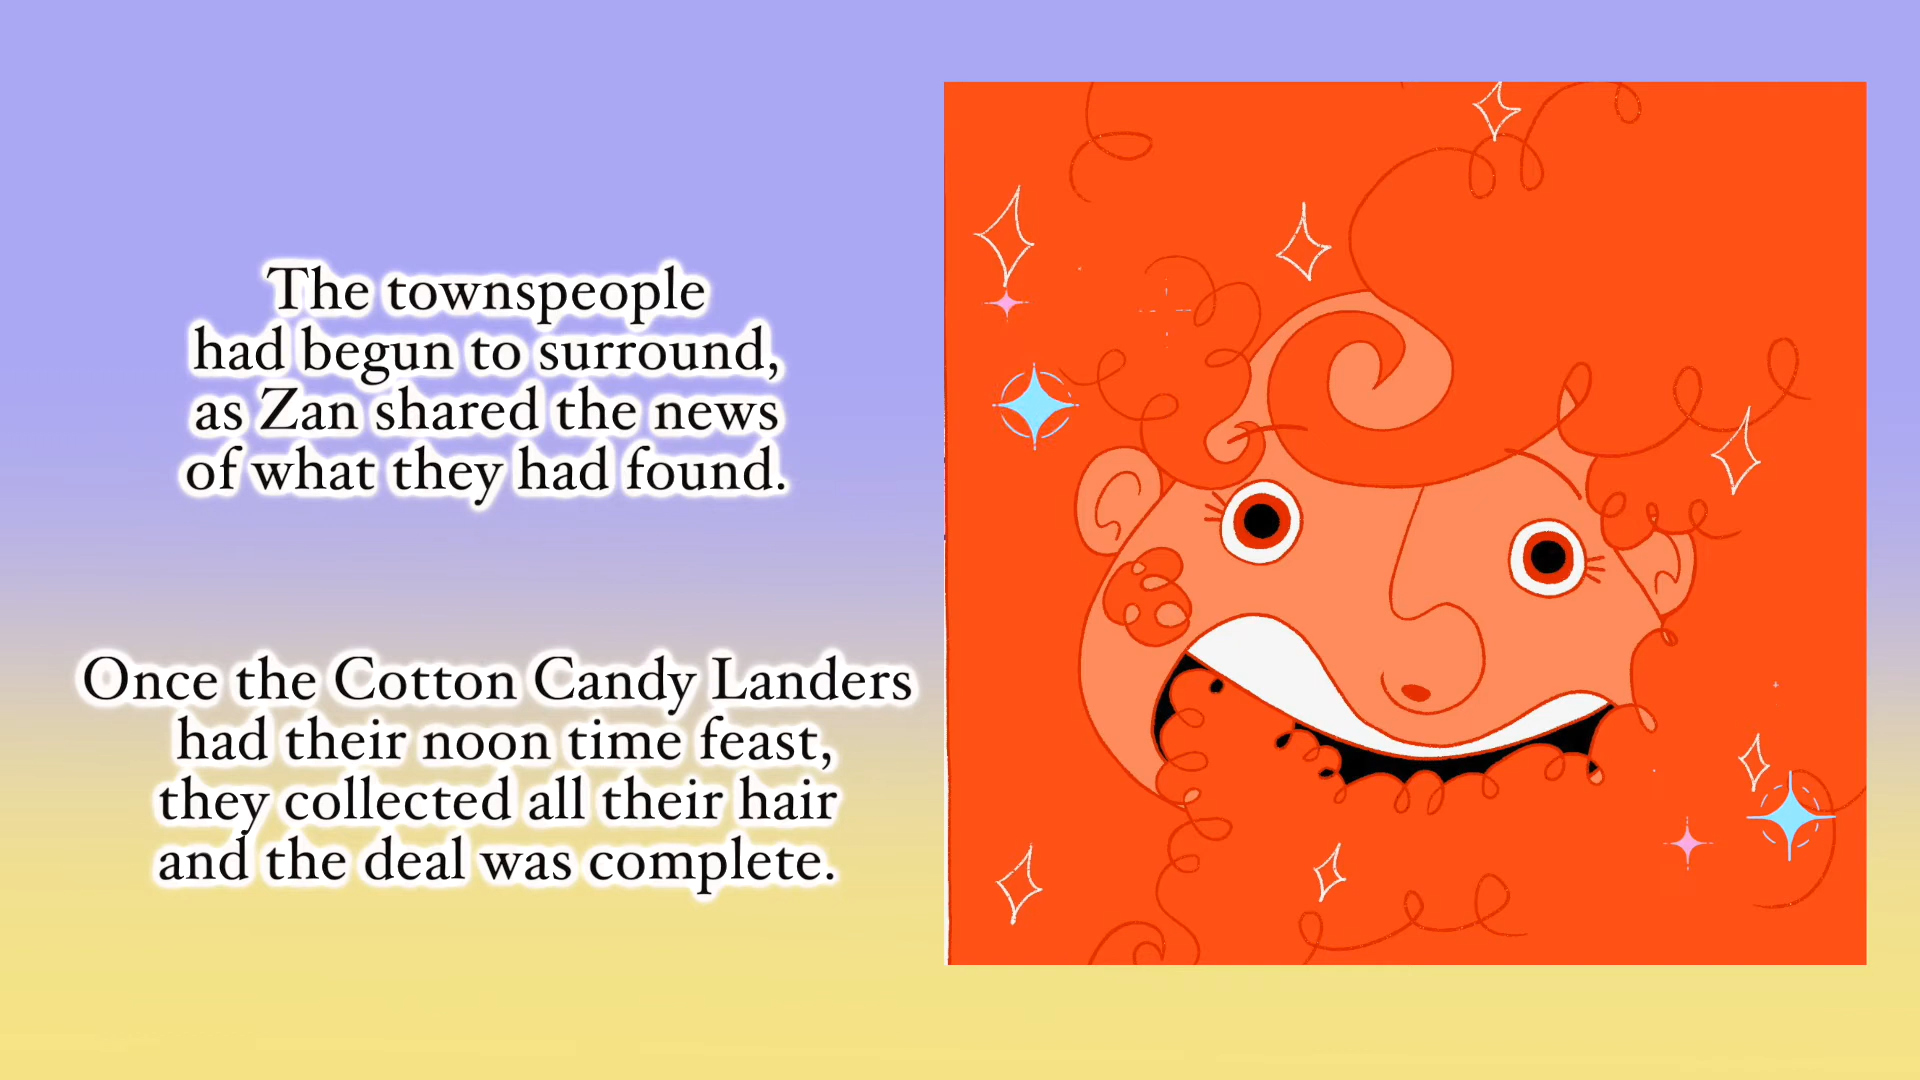 The townspeople
had begun to surround,
as Zan shared the news
of what they had found.
Once the Cotton Candy Landers
had their noon time feast,
they collected all their hair
and the deal was complete.